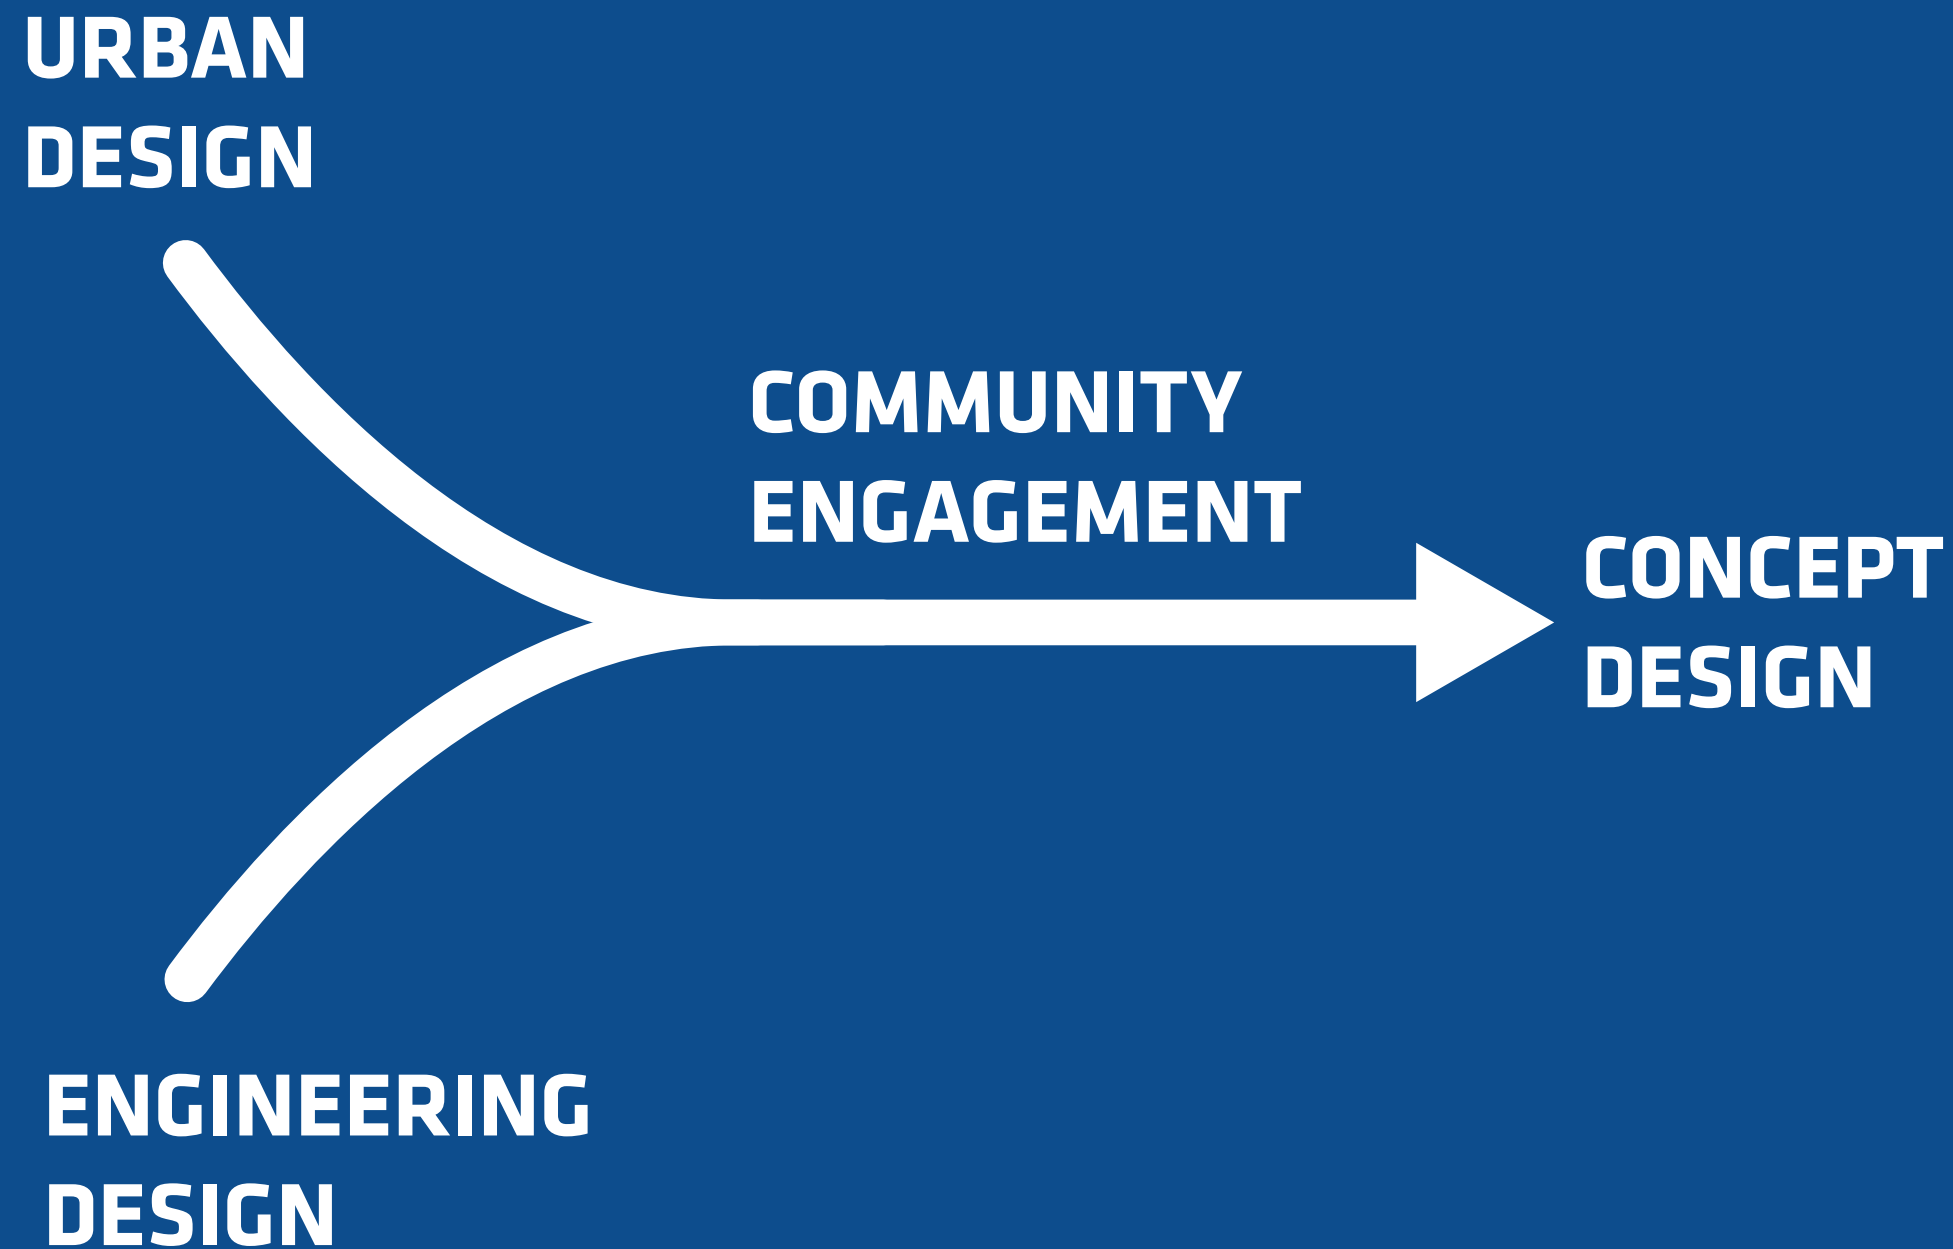 URBAN
DESIGN
COMMUNITY
ENGAGEMENT
CONCEPT
DESIGN
ENGINEERING
DESIGN